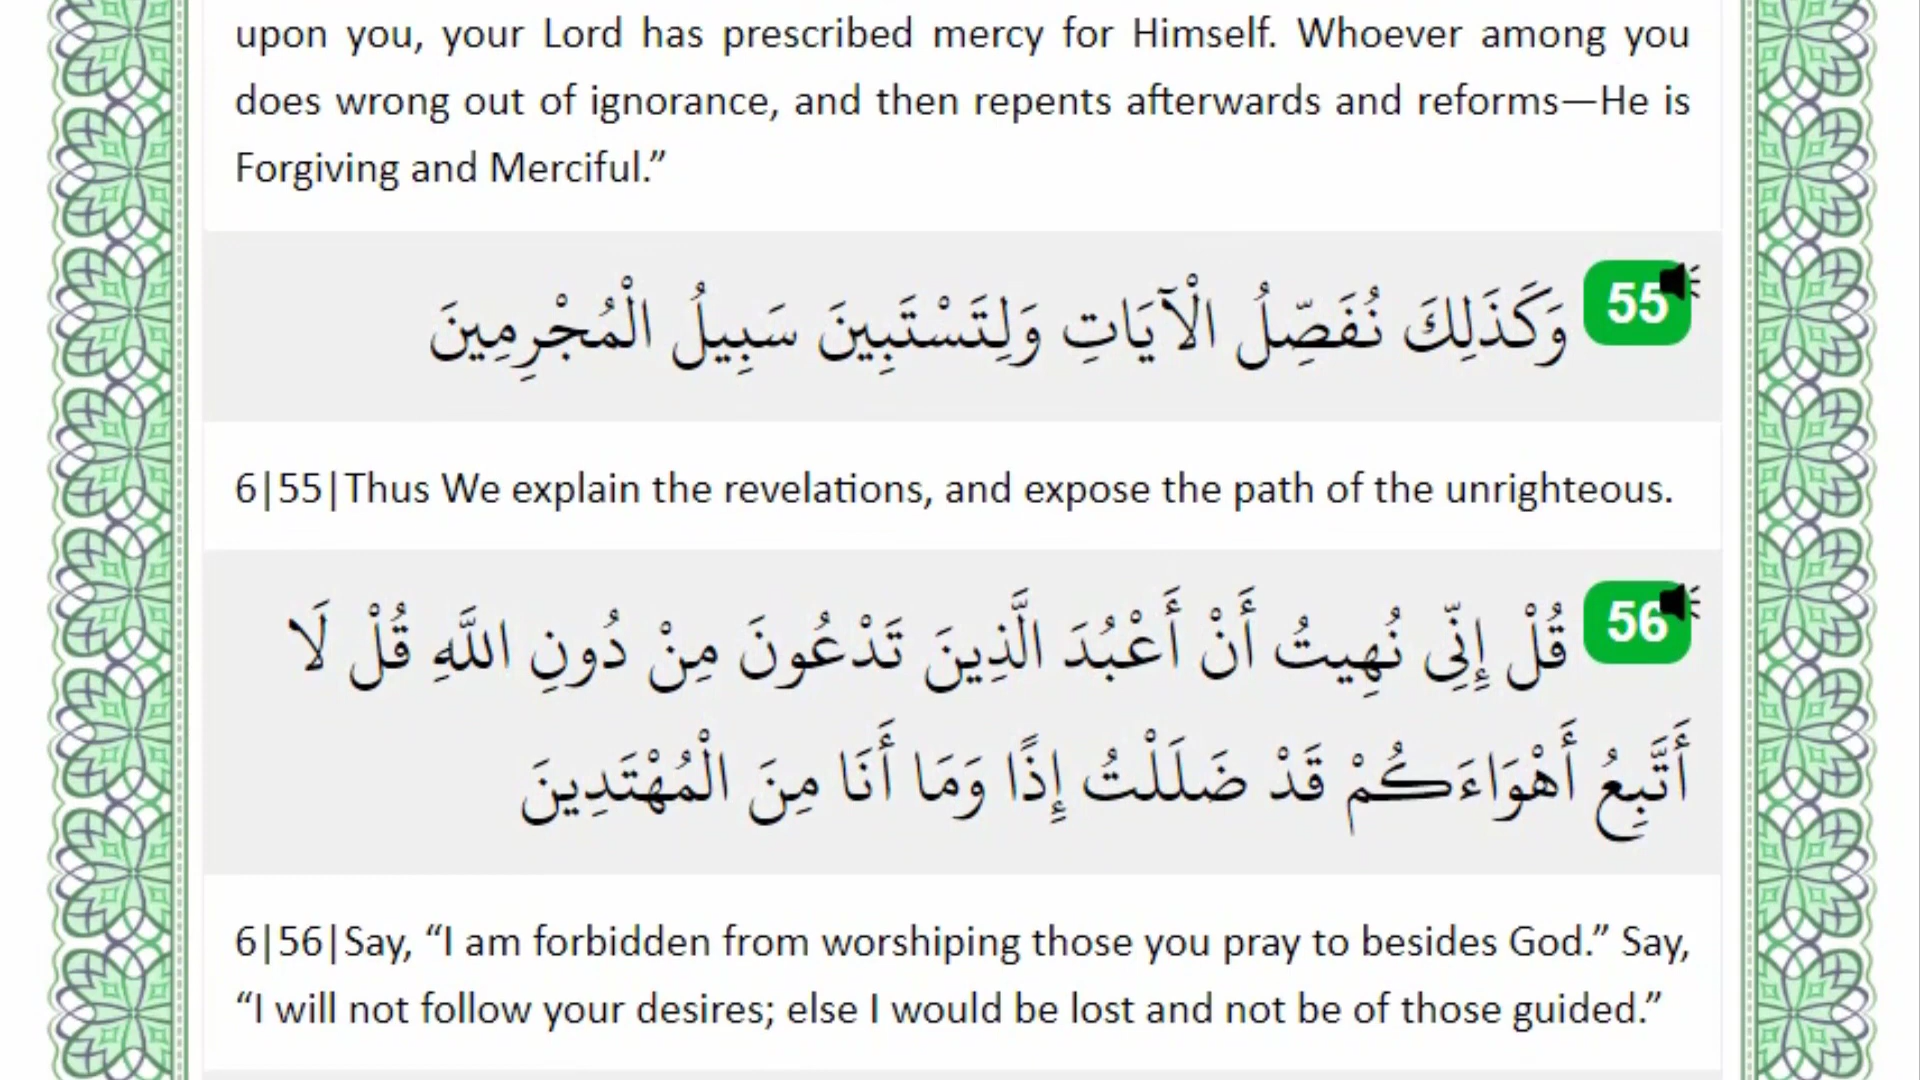 upon you, your Lord has prescribed mercy for Himself. Whoever among you
does wrong out of ignorance, and then repents afterwards and reforms—He is
Forgiving and Merciful.”
55 وَكَذَلِكَ نُفَصِّلُ الْآيَاتِ وَلِتَسْتَبِينَ سَبِيلُ الْمُجْرِمِينَ
6|55|Thus We explain the revelations, and expose the path of the unrighteous.
56 قُلْ إِنِّى نُهِيتُ أَنْ أَعْبُدَ الَّذِينَ تَدْعُونَ مِنْ دُونِ اللَّهِ قُلْ لَا
أَتَّبِعُ أَهْوَاءَكُمْ قَدْ ضَلَلْتُ إِذًا وَمَا أَنَا مِنَ الْمُهْتَدِينَ
6|56|Say, “I am forbidden from worshiping those you pray to besides God.” Say,
“I will not follow your desires; else I would be lost and not be of those guided.”